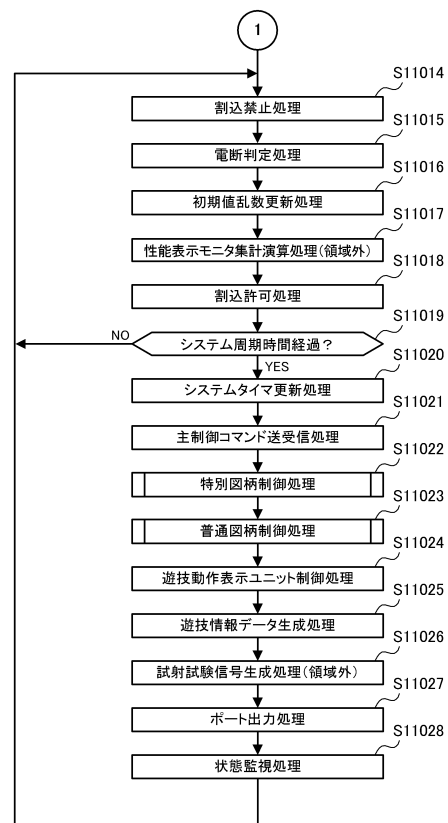 1
S11014
割込禁止処理
S11015
電断判定処理
S11016
初期値乱数更新処理
S11017
性能表示モニタ集計演算処理(領域外)
S11018
割込許可処理
S11019
NO
システム周期時間経過?
YES
S11020
システムタイマ更新処理
S11021
主制御コマンド送受信処理
S11022
特別図柄制御処理
S11023
普通図柄制御処理
S11024
遊技動作表示ユニット制御処理
S11025
遊技情報データ生成処理
S11026
試射試験信号生成処理(領域外)
S11027
ポート出力処理
S11028
状態監視処理